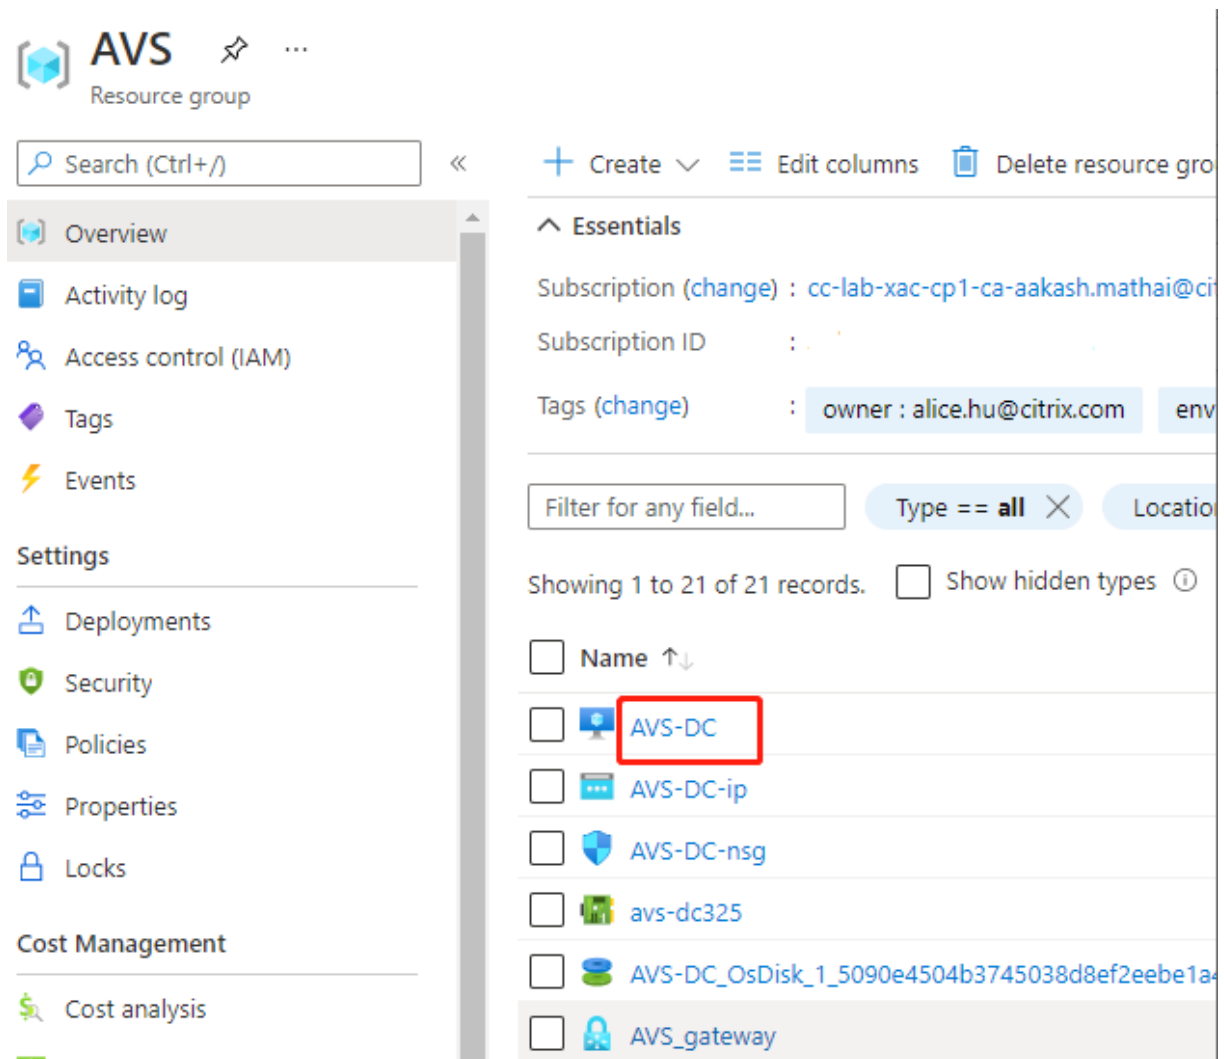 AVS
...
Resource group
Search (Ctrl+/)
«
Overview
Activity log
Access control (IAM)
Tags
Events
Settings
Deployments
Security
Policies
Properties
Locks
Cost Management
Cost analysis
Create
Edit columns
Delete resource gro
Essentials
Subscription (change) : cc-lab-xac-cp1-ca-aakash.mathai@cit
Subscription ID :
Tags (change) : owner : alice.hu@citrix.com env
Filter for any field...
Type == all
Location
Showing 1 to 21 of 21 records.
Show hidden types
Name ↑↓
AVS-DC
AVS-DC-ip
AVS-DC-nsg
avs-dc325
AVS-DC_OsDisk_1_5090e4504b3745038d8ef2eebe1a4
AVS_gateway